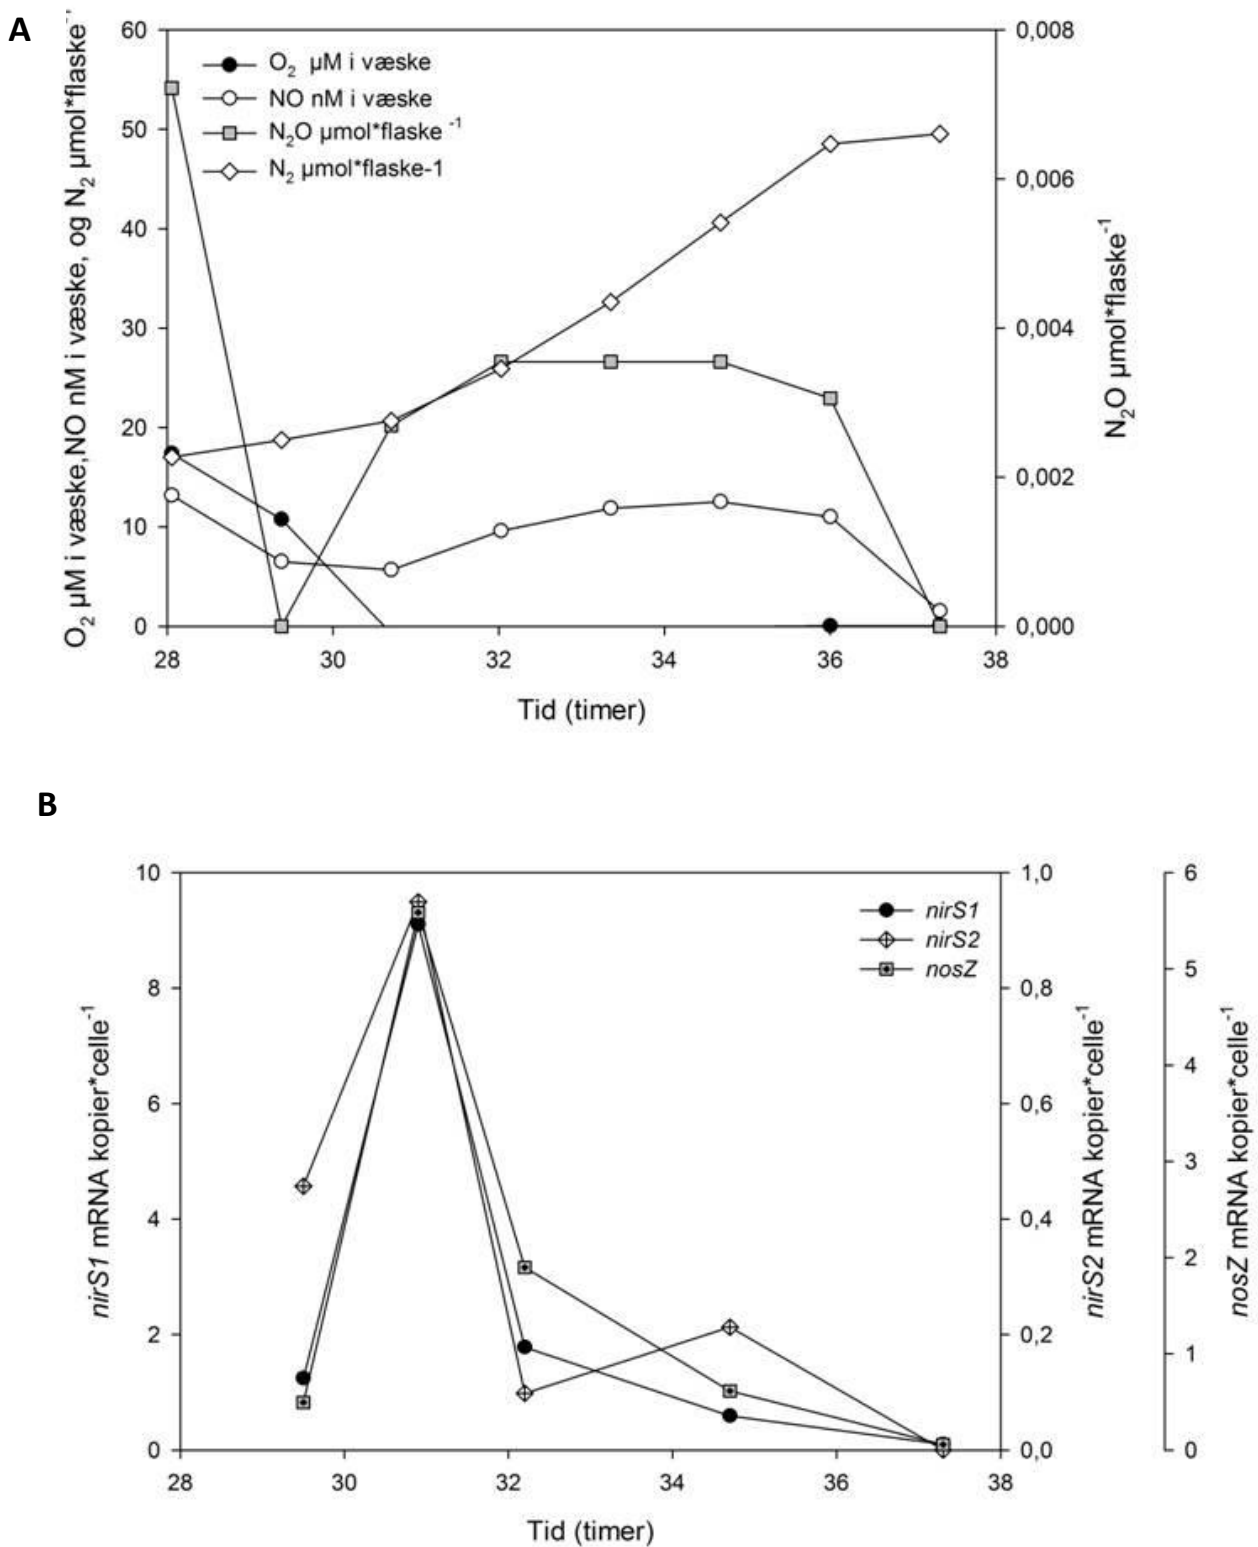 A
O2 µM i væske,NO nM i væske, og N2 µmol*flaske-1
60
50
40
30
20
10
0
O2 µM i væske
NO nM i væske
N2O µmol*flaske -1
N2 µmol*flaske-1
0,008
0,006
0,004
0,002
0,000
N2O µmol*flaske-1
28 30 32 34 36 38
Tid (timer)
B
nirS1 mRNA kopier*celle-1
10
8
6
4
2
0
nirS1
nirS2
nosZ
1,0
0,8
0,6
0,4
0,2
0,0
nirS2 mRNA kopier*celle-1
6
5
4
3
2
1
0
nosZ mRNA kopier*celle-1
28 30 32 34 36 38
Tid (timer)